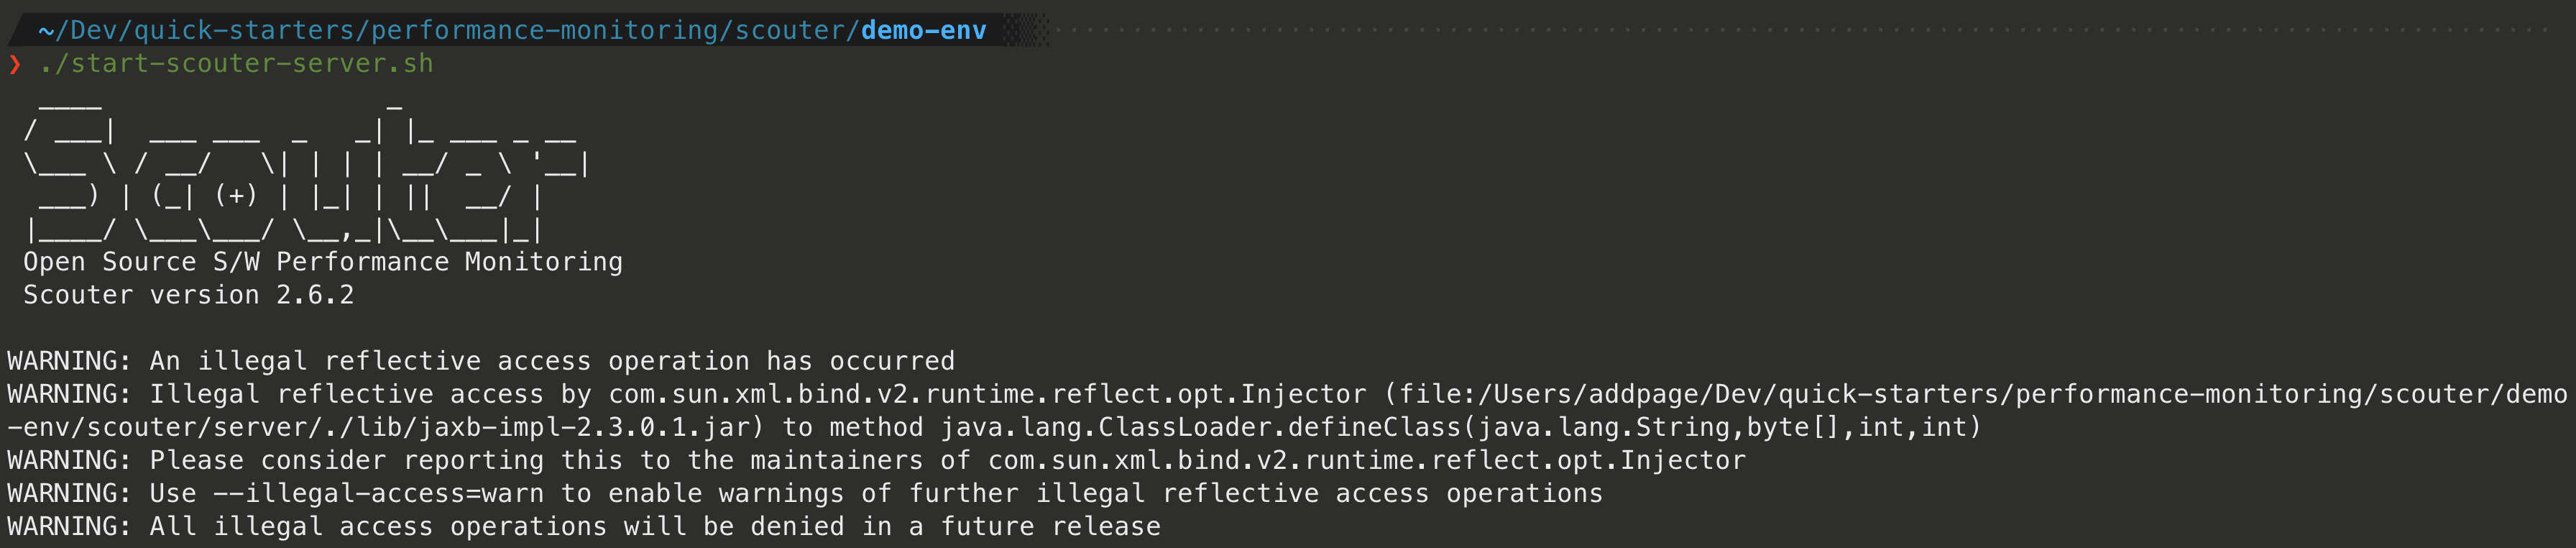 ~/Dev/quick-starters/performance-monitoring/scouter/demo-env
❯ ./start-scouter-server.sh
  ____                  _
 / ___|  ___ ___  _   _| |_ ___ _ __
 \___ \ / __/   \| | | | __/ _ \ '__|
  ___) | (_| (+) | |_| | ||  __/ |
 |____/ \___\___/ \__,_|\__\___|_|
 Open Source S/W Performance Monitoring
 Scouter version 2.6.2

WARNING: An illegal reflective access operation has occurred
WARNING: Illegal reflective access by com.sun.xml.bind.v2.runtime.reflect.opt.Injector (file:/Users/addpage/Dev/quick-starters/performance-monitoring/scouter/demo
-env/scouter/server/./lib/jaxb-impl-2.3.0.1.jar) to method java.lang.ClassLoader.defineClass(java.lang.String,byte[],int,int)
WARNING: Please consider reporting this to the maintainers of com.sun.xml.bind.v2.runtime.reflect.opt.Injector
WARNING: Use --illegal-access=warn to enable warnings of further illegal reflective access operations
WARNING: All illegal access operations will be denied in a future release